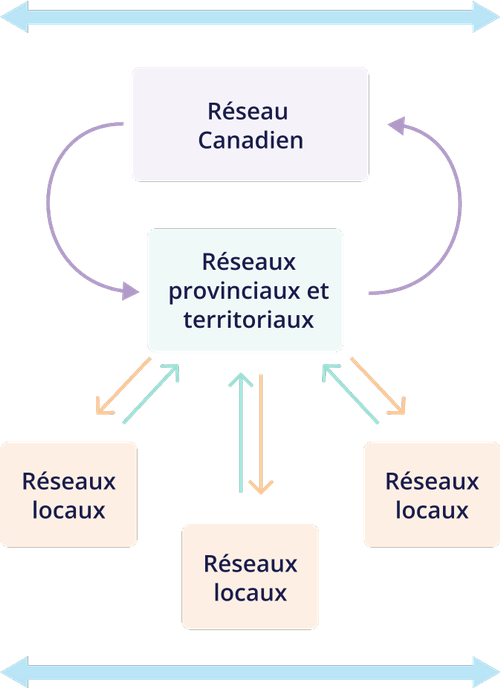 Réseau
Canadien
Réseaux
provinciaux et
territoriaux
Réseaux
locaux
Réseaux
locaux
Réseaux
locaux